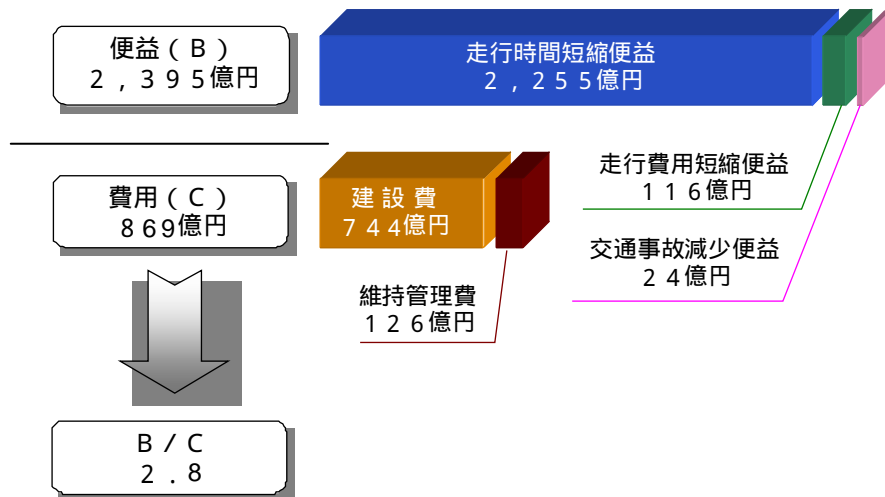 便益(B)
2,395億円
走行時間短縮便益
2,255億円
走行費用短縮便益
116億円
交通事故減少便益
24億円
費用(C)
869億円
建設費
744億円
維持管理費
126億円
B/C
2.8